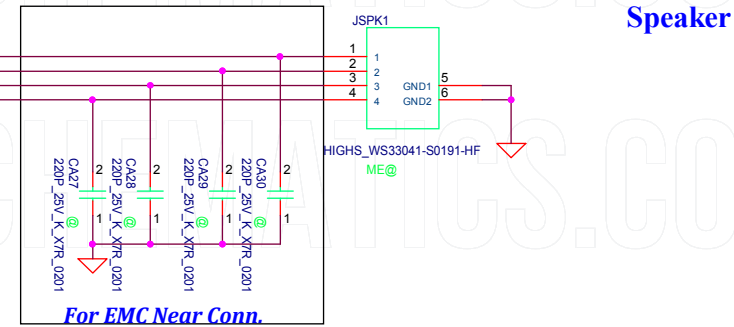 Speaker
JSPK1
1
2
3
4
1
2
3
4
GND1
GND2
5
6
HIGHS_WS33041-S0191-HF
ME@
2
2
2
2
CA27
220P_25V_K_X7R_0201
@
CA28
220P_25V_K_X7R_0201
@
CA29
220P_25V_K_X7R_0201
@
CA30
220P_25V_K_X7R_0201
@
1
1
1
1
For EMC Near Conn.